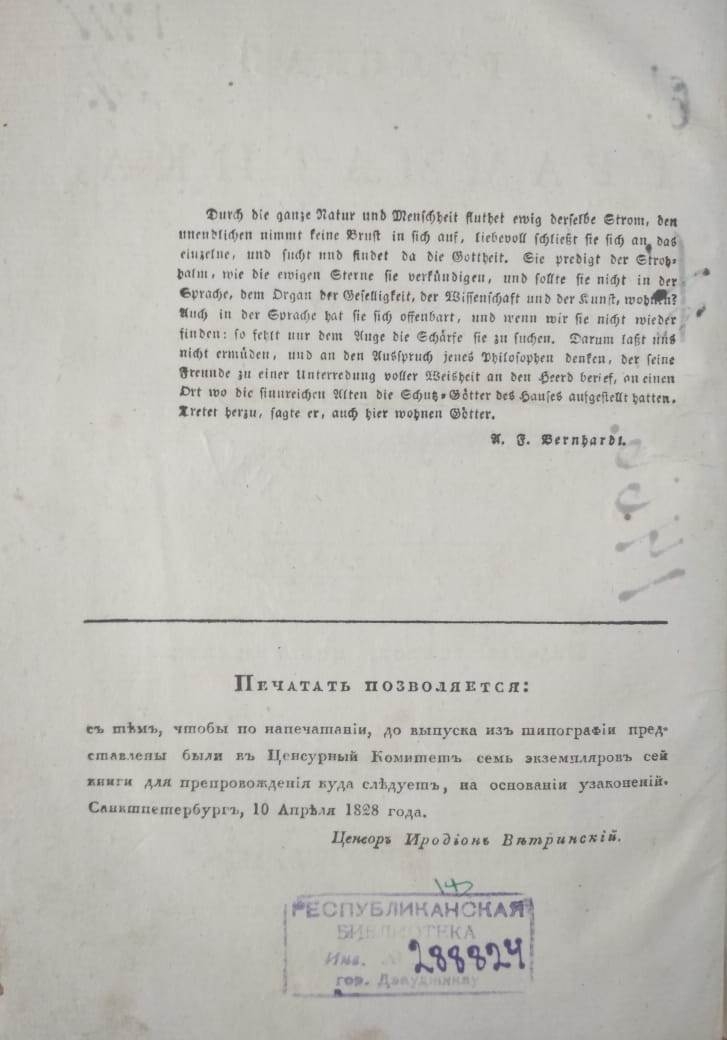 Durch die ganze Natur und Menschheit fluthet ewig derselbe Strom, den
unendlichen nimmt keine Brust in sich auf, liebevoll schließt sie sich an das
einzelne, und sucht und findet da die Gottheit. Sie predigt der Stroh-
halm, wie die ewigen Sterne sie verkündigen, und sollte sie nicht in der
Sprache, dem Organ der Geselligkeit, der Wissenschaft und der Kunst, wohnen?
Auch in der Sprache hat sie sich offenbart, und wenn wir sie nicht wieder
finden: so fehlt nur dem Auge die Schärfe sie zu suchen. Darum laßt uns
nicht ermüden, und an den Ausspruch jenes Philosophen denken, der seine
Freunde zu einer Unterredung voller Weisheit an den Heerd berief, an einen
Ort wo die sinnreichen Alten die Schutz-Götter des Hauses aufgestellt hatten.
Tretet herzu, sagte er, auch hier wohnen Götter.
A. F. Bernhardi.
Печатать позволяется:
съ тѣмъ, чтобы по напечатаніи, до выпуска изъ шипографіи пред-
ставлены были въ Ценсурный Комитетъ семь экземпляровъ сей
книги для препровожденія куда слѣдуетъ, на основаніи узаконеній.
Санктпетербургъ, 10 Апрѣля 1828 года.
Ценсоръ Иродіонъ Вѣтринскій.
РЕСПУБЛИКАНСКАЯ
БИБЛИОТЕКА
Инв. № 288824
гор. Дзауджикау